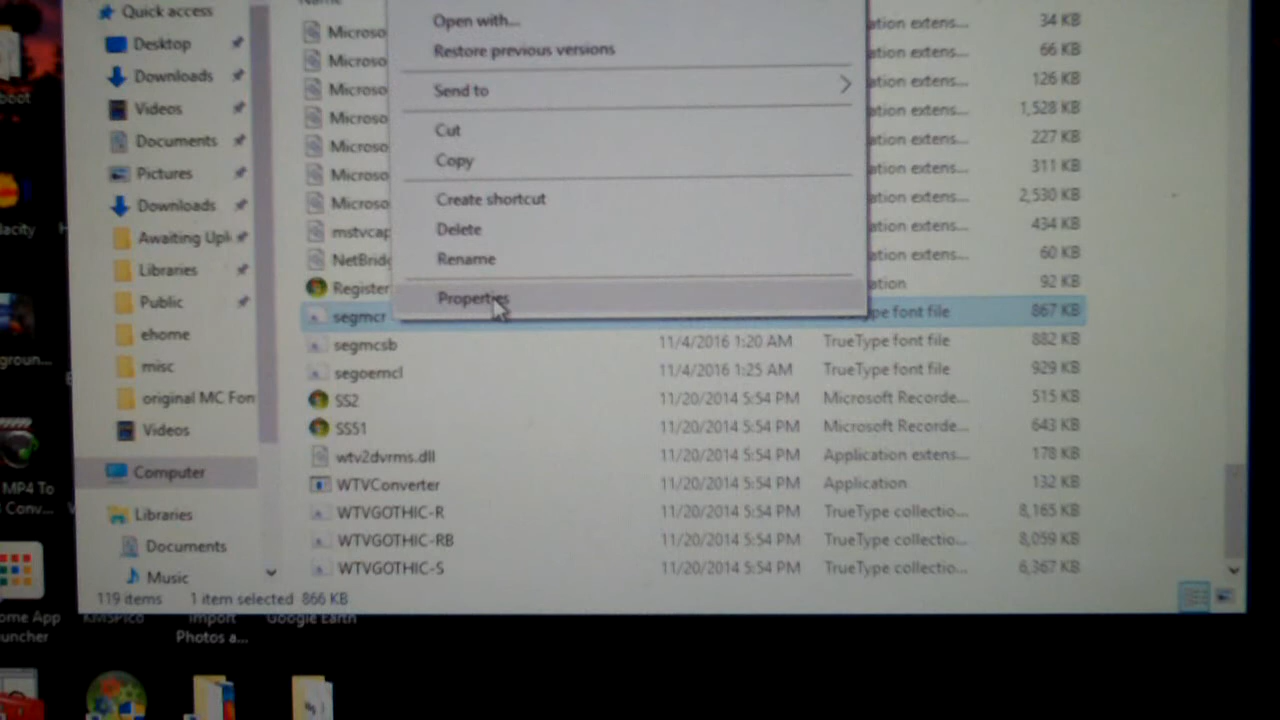 Quick access
Desktop
Downloads
Videos
Documents
Pictures
Downloads
Awaiting Upl
Libraries
Public
ehome
misc
original MC Fon
Videos
Computer
Libraries
Documents
Music
Open with...
Restore previous versions
Send to
Cut
Copy
Create shortcut
Delete
Rename
Properties
Microso ation extens... 34 KB
Microso ation extens... 66 KB
Microso ation extens... 126 KB
Microso ation extens... 1,528 KB
Microso ation extens... 227 KB
Microso ation extens... 311 KB
Microso ation extens... 2,530 KB
mstvcap ation extens... 434 KB
NetBridg ation extens... 60 KB
Register ation 92 KB
segmcr ype font file 867 KB
segmcsb 11/4/2016 1:20 AM TrueType font file 882 KB
segoemcl 11/4/2016 1:25 AM TrueType font file 929 KB
SS2 11/20/2014 5:54 PM Microsoft Recorde... 515 KB
SS51 11/20/2014 5:54 PM Microsoft Recorde... 643 KB
wtv2dvrms.dll 11/20/2014 5:54 PM Application extens... 178 KB
WTVConverter 11/20/2014 5:54 PM Application 132 KB
WTVGOTHIC-R 11/20/2014 5:54 PM TrueType collectio... 8,165 KB
WTVGOTHIC-RB 11/20/2014 5:54 PM TrueType collectio... 8,059 KB
WTVGOTHIC-S 11/20/2014 5:54 PM TrueType collectio... 6,367 KB
119 items 1 item selected 866 KB
boot
lacity
groun...
MP4 To
Conv...
ome App
uncher
KMSPico
Import
Photos a...
Google Earth